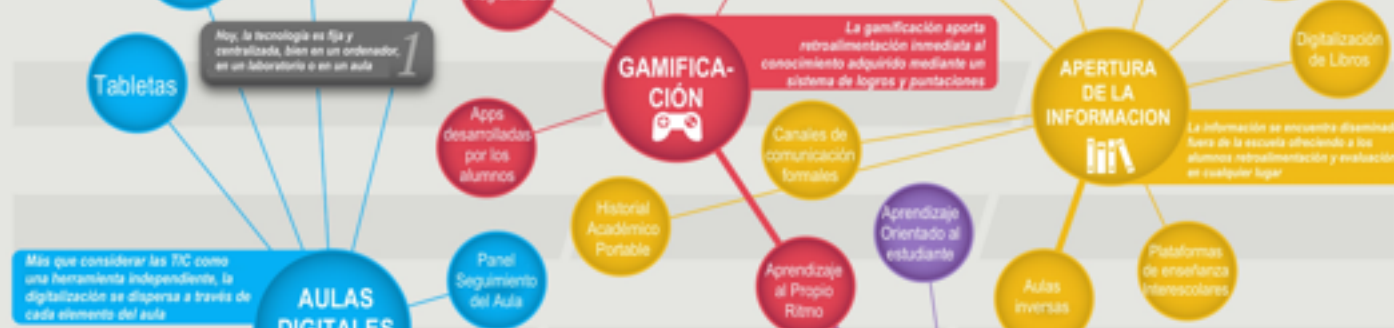 Hoy, la tecnología es fija y
centralizada, bien en un ordenador,
en un laboratorio o en un aula
1
Tabletas
GAMIFICA-
CIÓN
La gamificación aporta
retroalimentación inmediata al
conocimiento adquirido mediante un
sistema de logros y puntaciones
APERTURA
DE LA
INFORMACION
Digitalización
de Libros
Apps
desarrolladas
por los
alumnos
Canales de
comunicación
formales
La información se encuentra diseminad
fuera de la escuela ofreciendo a los
alumnos retroalimentación y evaluación
en cualquier lugar
Historial
Académico
Portable
Aprendizaje
Orientado al
estudiante
Más que considerar las TIC como
una herramienta independiente, la
digitalización se dispersa a través de
cada elemento del aula
AULAS
DIGITALES
Panel
Seguimiento
del Aula
Aprendizaje
al Propio
Ritmo
Aulas
inversas
Plataformas
de enseñanza
Interescolares